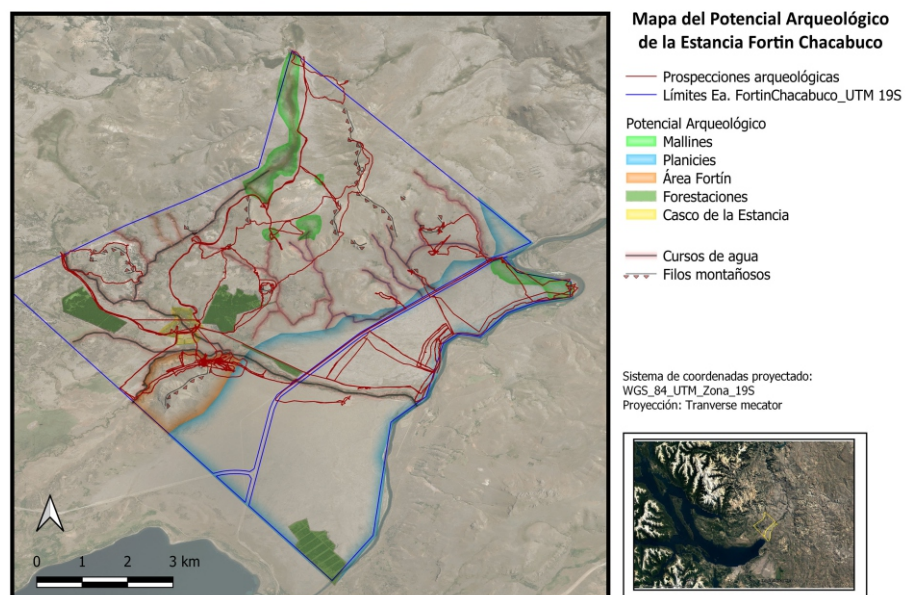 Mapa del Potencial Arqueológico
de la Estancia Fortin Chacabuco
Prospecciones arqueológicas
Límites Ea. FortinChacabuco_UTM 19S
Potencial Arqueológico
Mallines
Planicies
Área Fortín
Forestaciones
Casco de la Estancia
Cursos de agua
Filos montañosos
Sistema de coordenadas proyectado:
WGS_84_UTM_Zona_19S
Proyección: Tranverse mecator
0 1 2 3 km